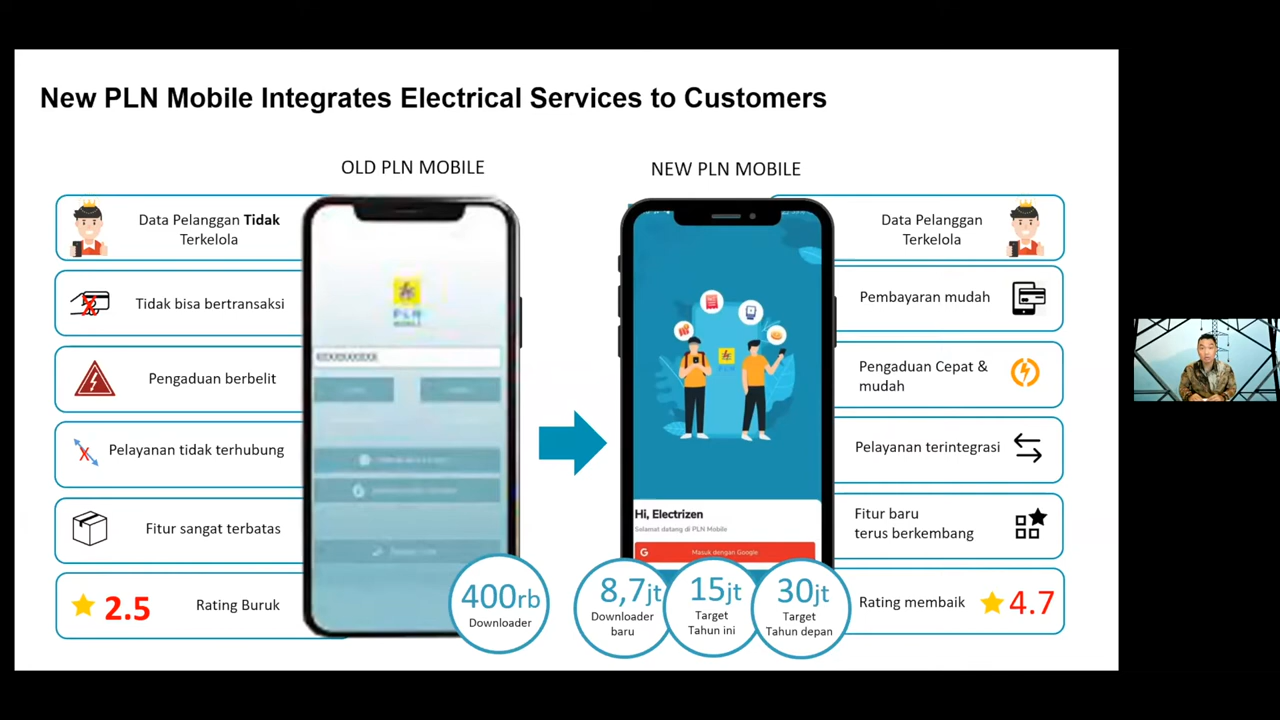 New PLN Mobile Integrates Electrical Services to Customers
OLD PLN MOBILE
Data Pelanggan Tidak
Terkelola
Tidak bisa bertransaksi
Pengaduan berbelit
Pelayanan tidak terhubung
Fitur sangat terbatas
2.5
Rating Buruk
PLN
MOBILE
400rb
Downloader
NEW PLN MOBILE
PLN
Hi, Electrizen
Selamat datang di PLN Mobile
G Masuk dengan Google
8,7jt
Downloader
baru
15jt
Target
Tahun ini
30jt
Target
Tahun depan
Data Pelanggan
Terkelola
Pembayaran mudah
Pengaduan Cepat &
mudah
Pelayanan terintegrasi
Fitur baru
terus berkembang
Rating membaik
4.7